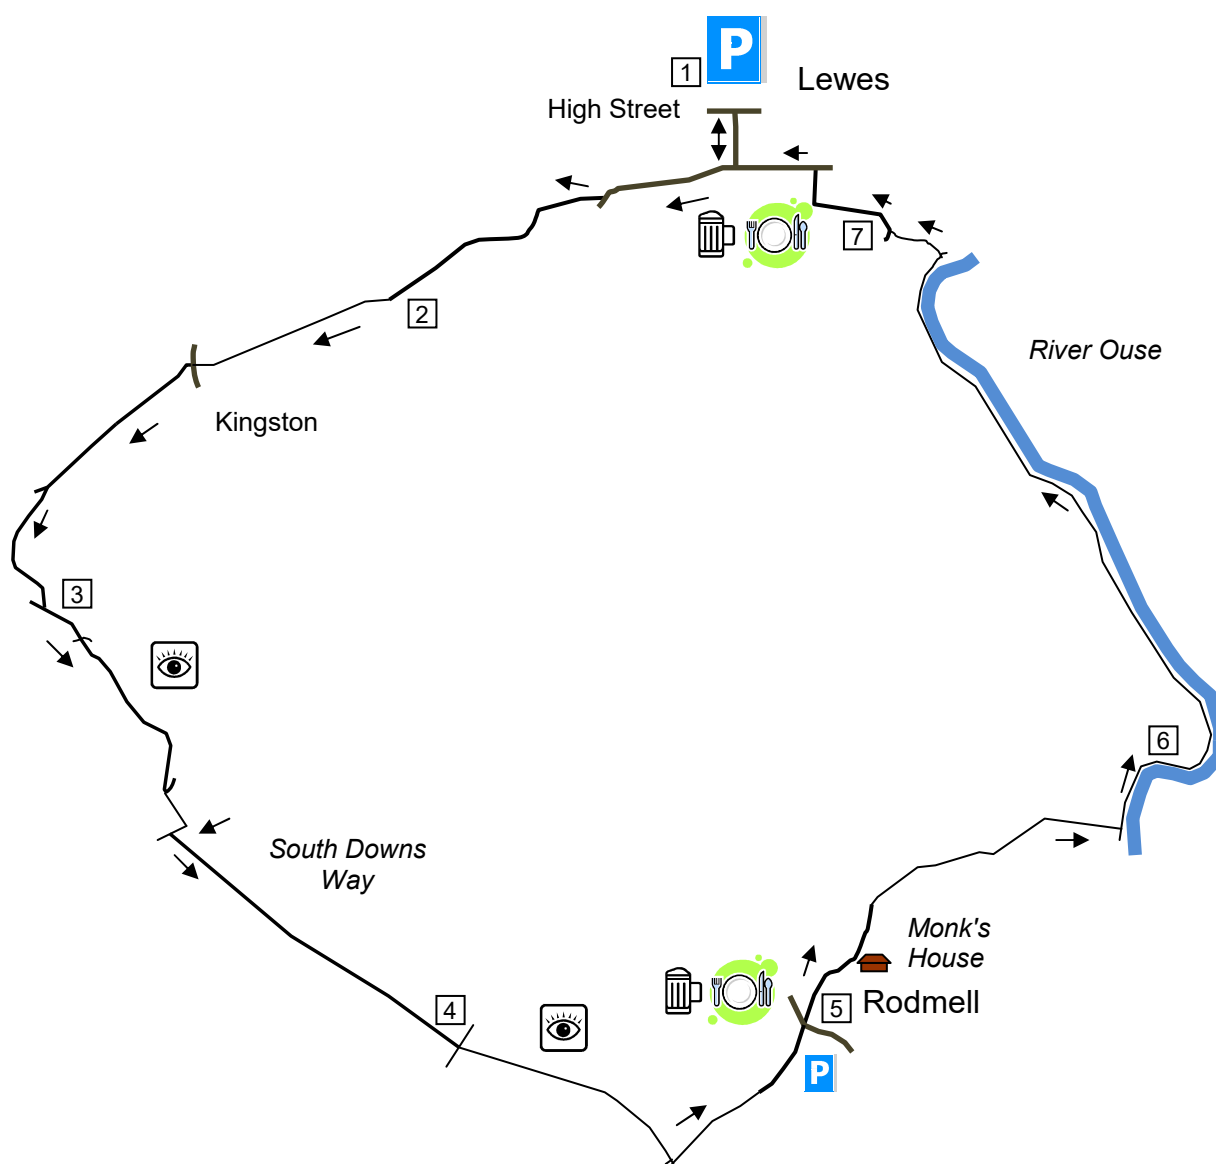 P
1
Lewes
High Street
7
2
River Ouse
Kingston
3
6
South Downs
Way
Monk's
House
4
5
Rodmell
P